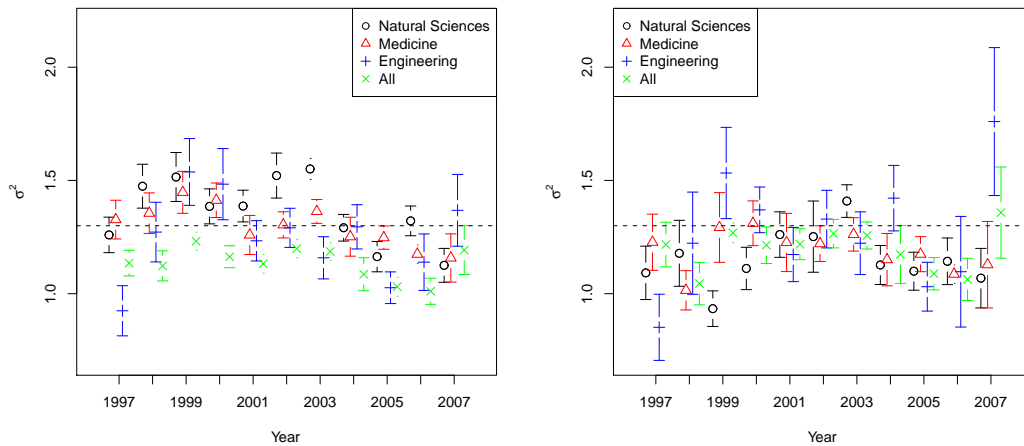 Natural Sciences
Medicine
Engineering
All
2.0
1.5
1.0
σ²
1997 1999 2001 2003 2005 2007
Year
Natural Sciences
Medicine
Engineering
All
2.0
1.5
1.0
σ²
1997 1999 2001 2003 2005 2007
Year